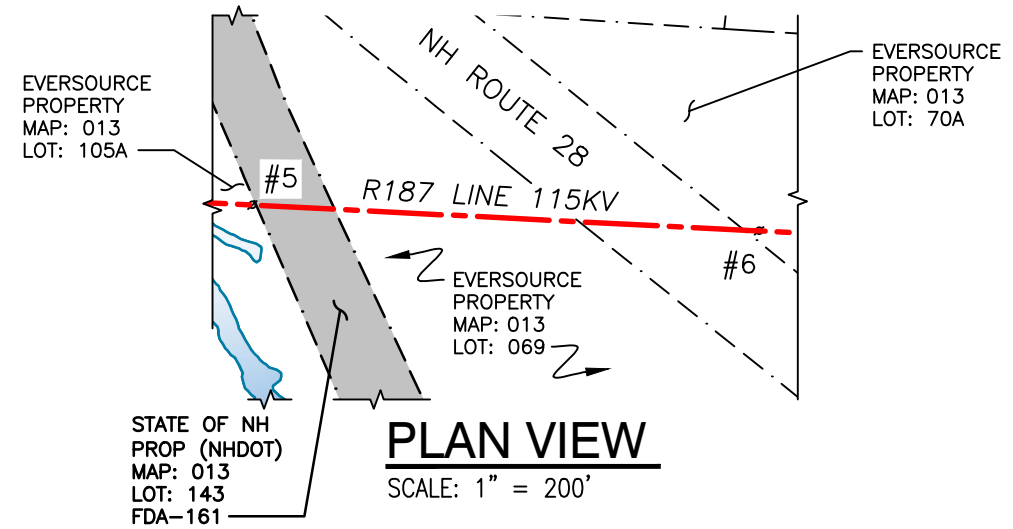 EVERSOURCE
PROPERTY
MAP: 013
LOT: 105A
#5
NH ROUTE 28
R187 LINE 115KV
EVERSOURCE
PROPERTY
MAP: 013
LOT: 70A
#6
EVERSOURCE
PROPERTY
MAP: 013
LOT: 069
STATE OF NH
PROP (NHDOT)
MAP: 013
LOT: 143
FDA-161
PLAN VIEW
SCALE: 1" = 200'